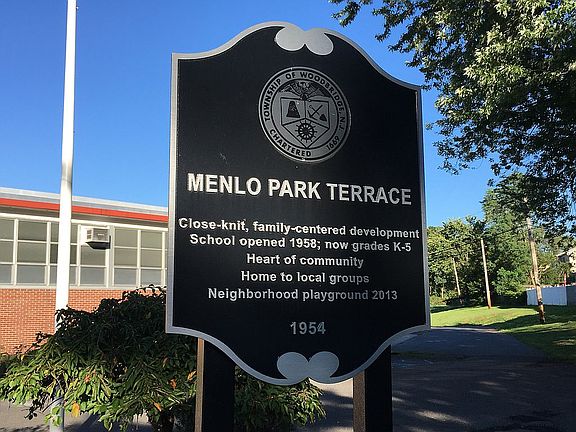 TOWNSHIP OF WOODBRIDGE, N.J.
CHARTERED 1669
MENLO PARK TERRACE
Close-knit, family-centered development
School opened 1958; now grades K-5
Heart of community
Home to local groups
Neighborhood playground 2013
1954